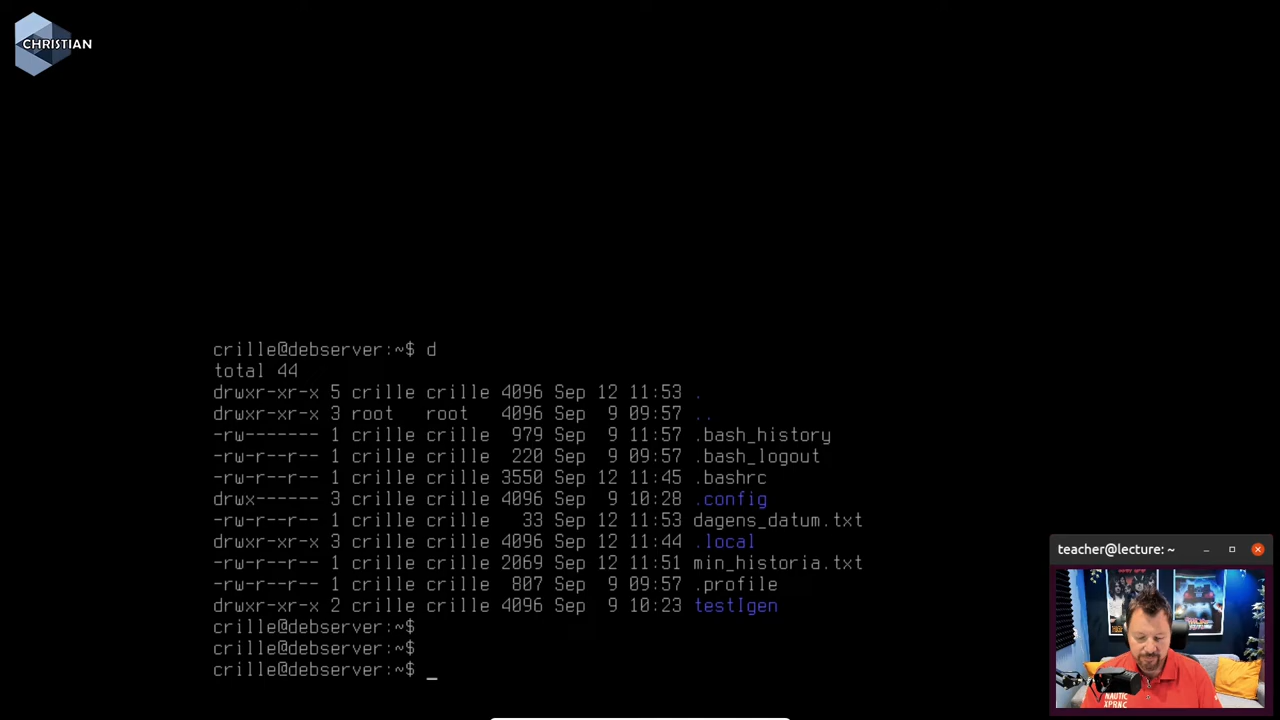 CHRISTIAN
crille@debserver:~$ d
total 44
drwxr-xr-x 5 crille crille 4096 Sep 12 11:53 .
drwxr-xr-x 3 root   root   4096 Sep  9 09:57 ..
-rw------- 1 crille crille  979 Sep  9 11:57 .bash_history
-rw-r--r-- 1 crille crille  220 Sep  9 09:57 .bash_logout
-rw-r--r-- 1 crille crille 3550 Sep 12 11:45 .bashrc
drwx------ 3 crille crille 4096 Sep  9 10:28 .config
-rw-r--r-- 1 crille crille   33 Sep 12 11:53 dagens_datum.txt
drwxr-xr-x 3 crille crille 4096 Sep 12 11:44 .local
-rw-r--r-- 1 crille crille 2069 Sep 12 11:51 min_historia.txt
-rw-r--r-- 1 crille crille  807 Sep  9 09:57 .profile
drwxr-xr-x 2 crille crille 4096 Sep  9 10:23 testIgen
crille@debserver:~$
crille@debserver:~$
crille@debserver:~$ _
teacher@lecture: ~
NAUTIC
XPRNC